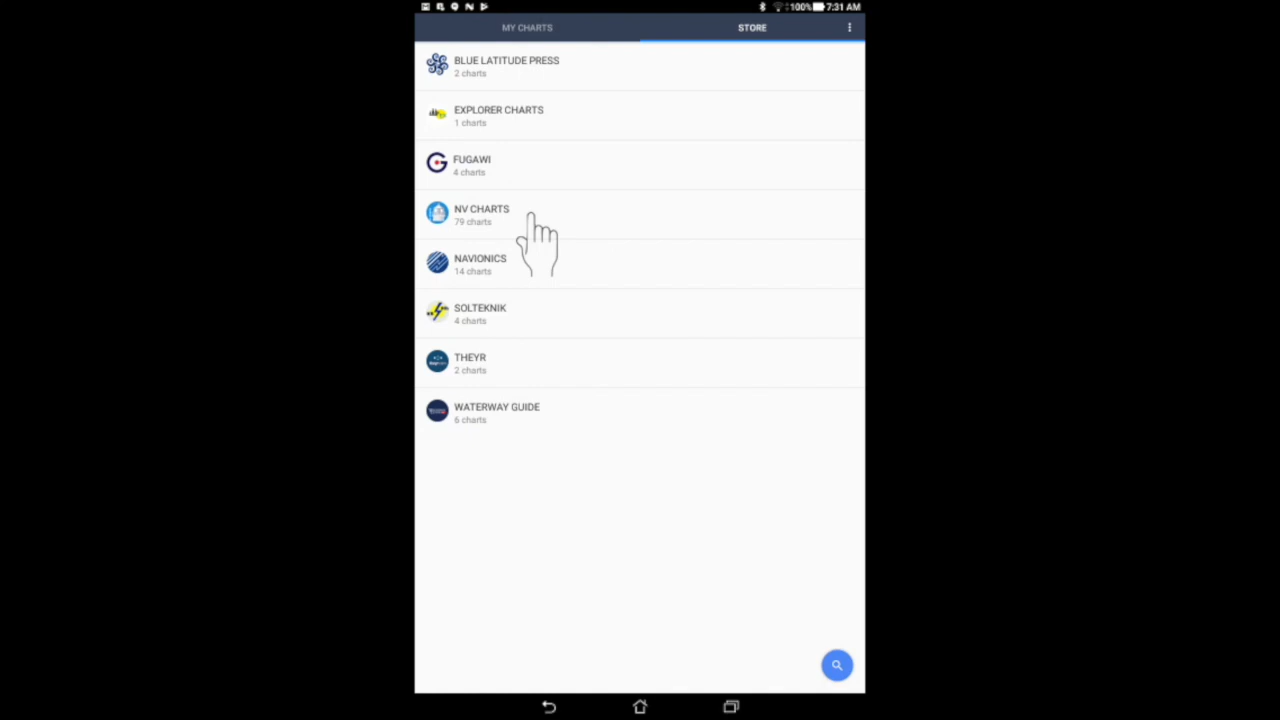 100% 7:31 AM
MY CHARTS
STORE
BLUE LATITUDE PRESS
2 charts
EXPLORER CHARTS
1 charts
FUGAWI
4 charts
NV CHARTS
79 charts
NAVIONICS
14 charts
SOLTEKNIK
4 charts
THEYR
2 charts
WATERWAY GUIDE
6 charts